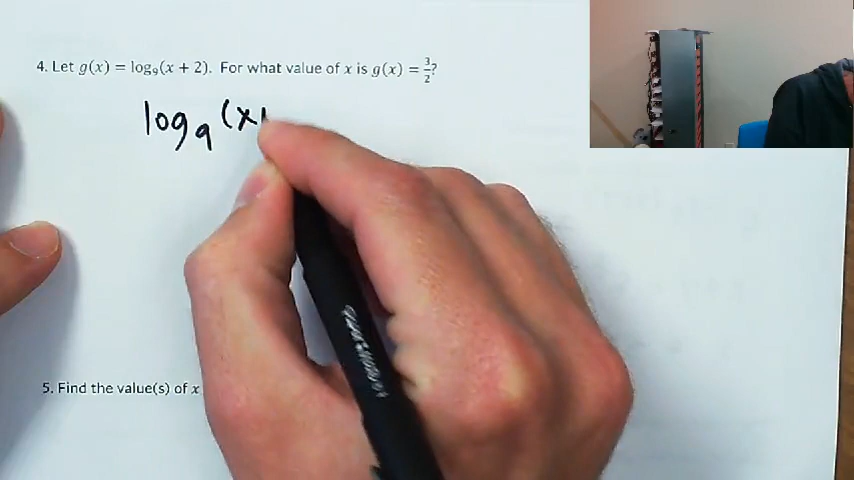 4. Let g(x) = log₉(x + 2). For what value of x is g(x) = 3/2?
log₉ (x
5. Find the value(s) of x